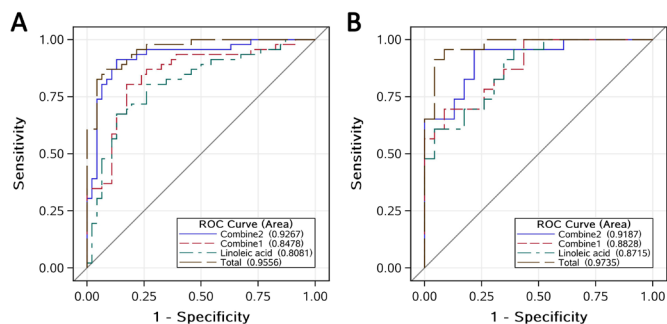 A
Sensitivity
1.00
0.75
0.50
0.25
0.00
ROC Curve (Area)
Combine2 (0.9267)
Combine1 (0.8478)
Linoleic acid (0.8081)
Total (0.9556)
0.00 0.25 0.50 0.75 1.00
1 - Specificity
B
Sensitivity
1.00
0.75
0.50
0.25
0.00
ROC Curve (Area)
Combine2 (0.9187)
Combine1 (0.8828)
Linoleic acid (0.8715)
Total (0.9735)
0.00 0.25 0.50 0.75 1.00
1 - Specificity